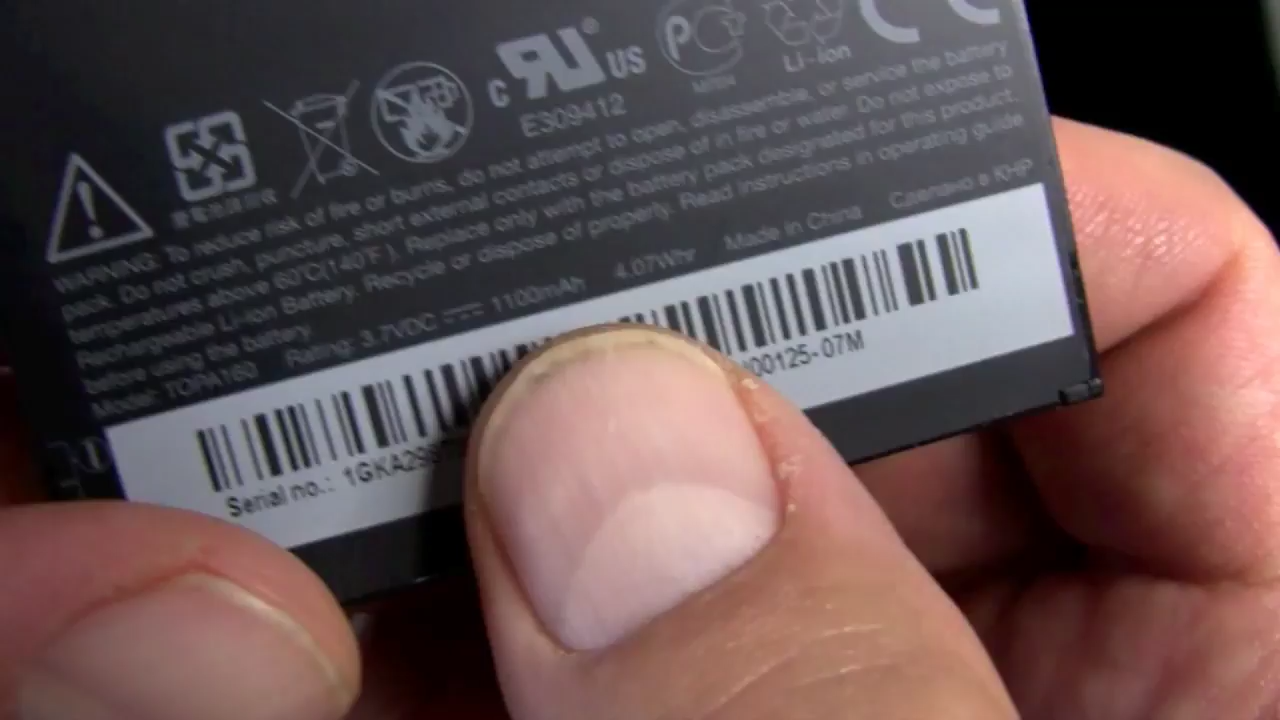 c RU US
E309412
Li-ion
WARNING: To reduce risk of fire or burns, do not attempt to open, disassemble, or service the battery
pack. Do not crush, puncture, short external contacts or dispose of in fire or water. Do not expose to
temperatures above 60°C(140°F). Replace only with the battery pack designated for this product.
Rechargeable Li-ion Battery. Recycle or dispose of properly. Read instructions in operating guide
before using the battery.
Model: TOPA160 Rating: 3.7VDC 1100mAh 4.07Whr Made in China Сделано в КНР
Serial no.: 1GKA29 00125-07M